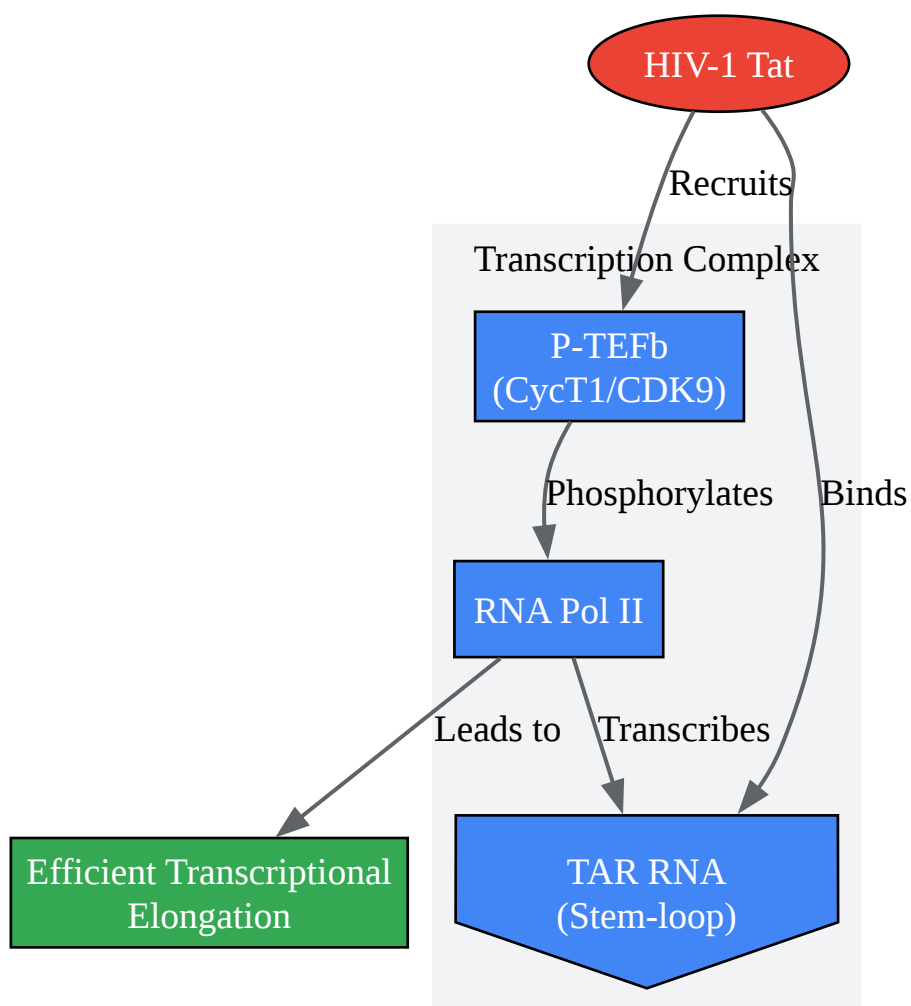 HIV-1 Tat
Recruits
Transcription Complex
P-TEFb
(CycT1/CDK9)
Phosphorylates
Binds
RNA Pol II
Leads to
Transcribes
Efficient Transcriptional
Elongation
TAR RNA
(Stem-loop)